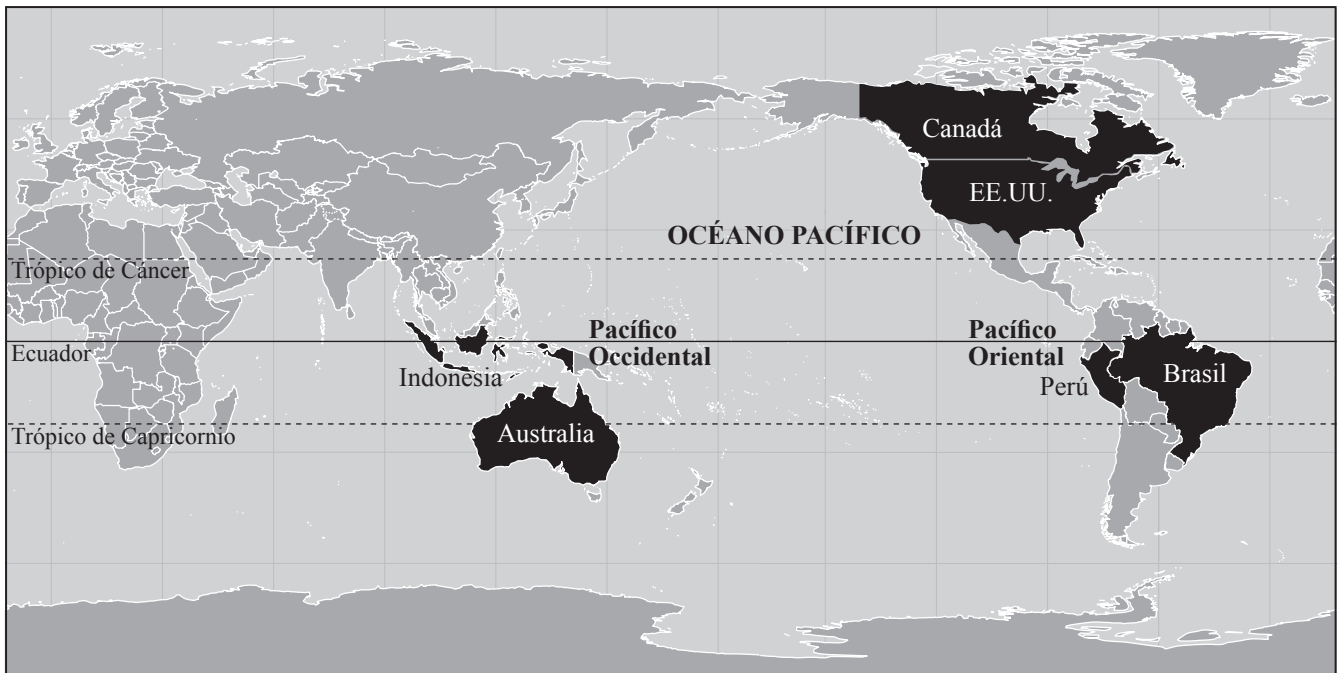 Canadá
EE.UU.
OCÉANO PACÍFICO
Trópico de Cáncer
Pacífico
Occidental
Pacífico
Oriental
Ecuador
Indonesia
Perú
Brasil
Trópico de Capricornio
Australia